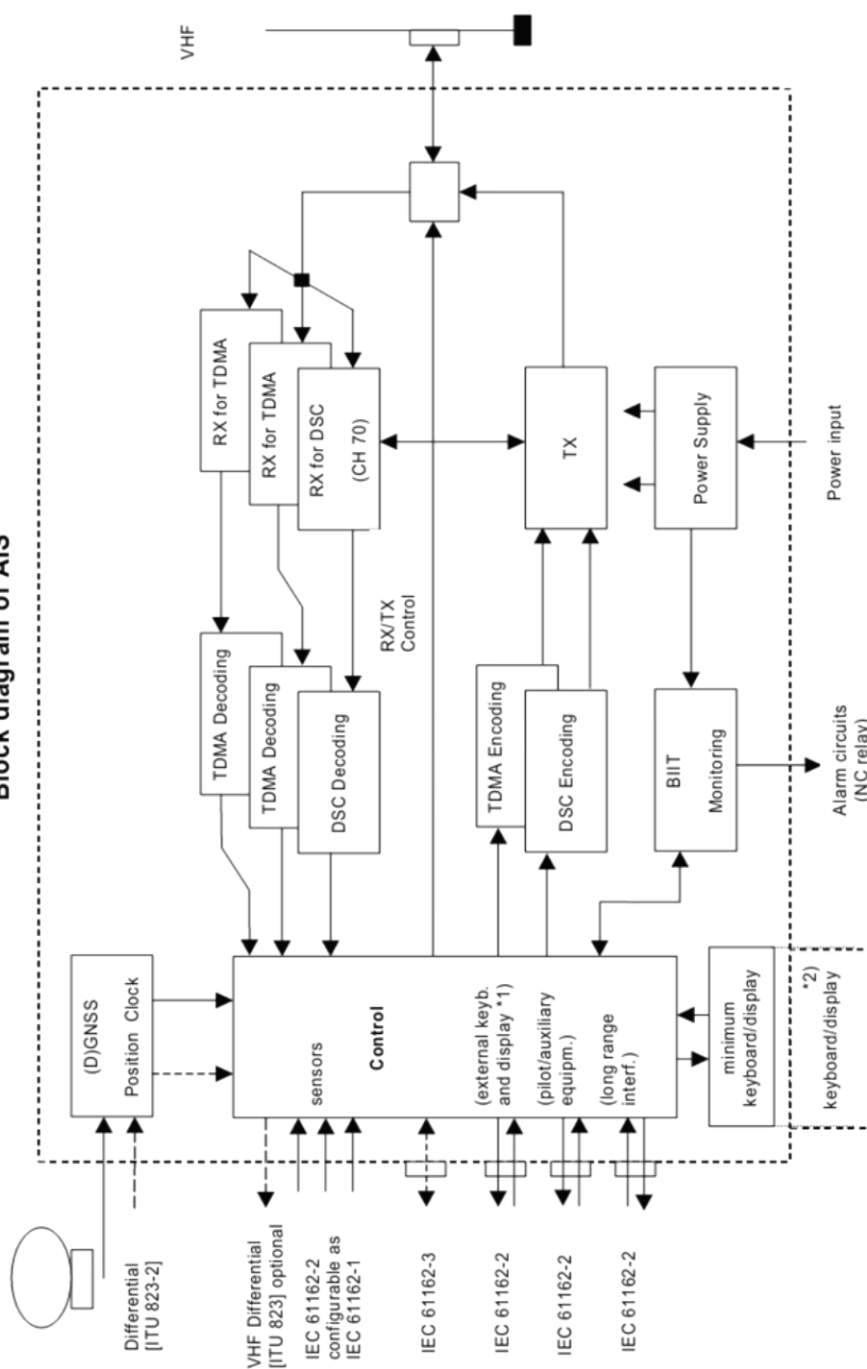 Block diagram of AIS
VHF
RX for TDMA
RX for TDMA
RX for DSC
(CH 70)
TDMA Decoding
TDMA Decoding
DSC Decoding
RX/TX
Control
TX
Power Supply
Power input
TDMA Encoding
DSC Encoding
BIIT
Monitoring
Alarm circuits
(NC relay)
(D)GNSS
Position Clock
sensors
Control
(external keyb.
and display *1)
(pilot/auxiliary
equipm.)
(long range
interf.)
minimum
keyboard/display
*2)
keyboard/display
Differential
[ITU 823-2]
VHF Differential
[ITU 823] optional
IEC 61162-2
configurable as
IEC 61162-1
IEC 61162-3
IEC 61162-2
IEC 61162-2
IEC 61162-2